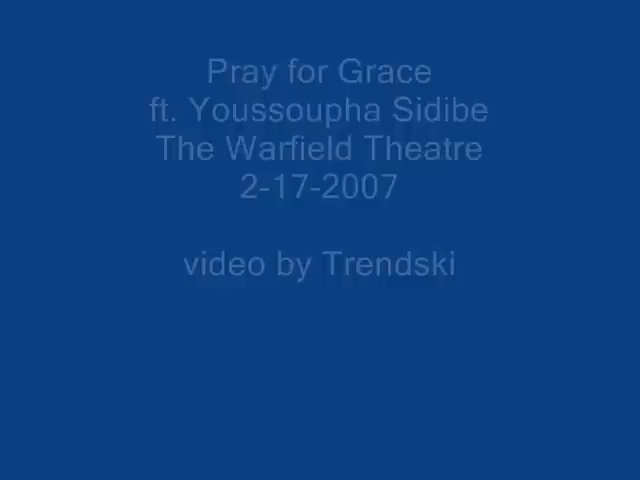 Pray for Grace
ft. Youssoupha Sidibe
The Warfield Theatre
2-17-2007
video by Trendski